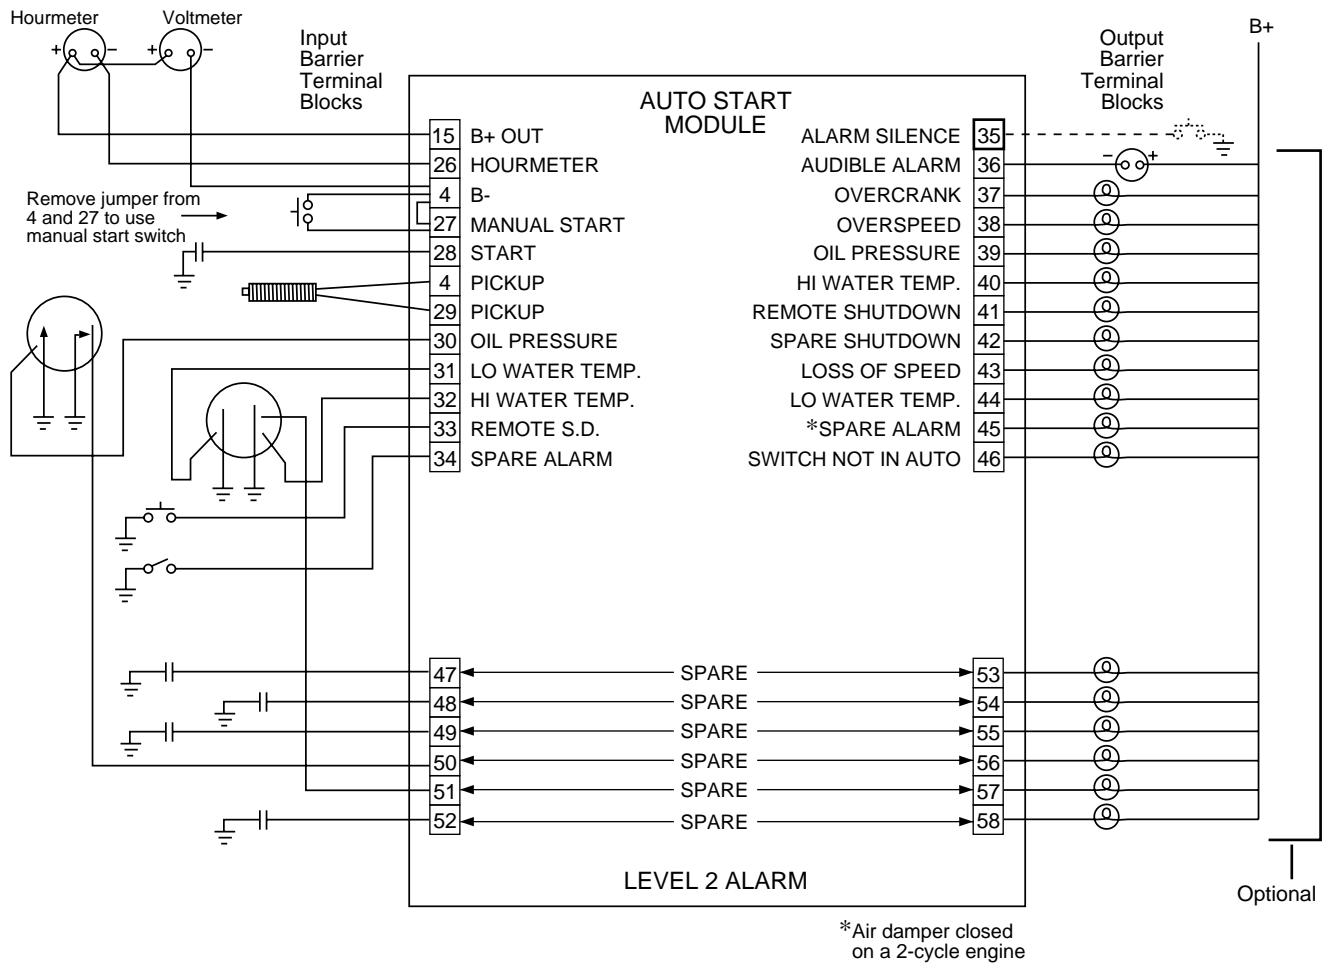 Hourmeter
Voltmeter
+ − + −
Input
Barrier
Terminal
Blocks
Output
Barrier
Terminal
Blocks
B+
AUTO START
MODULE
15 B+ OUT
26 HOURMETER
4 B-
27 MANUAL START
28 START
4 PICKUP
29 PICKUP
30 OIL PRESSURE
31 LO WATER TEMP.
32 HI WATER TEMP.
33 REMOTE S.D.
34 SPARE ALARM
Remove jumper from
4 and 27 to use
manual start switch
ALARM SILENCE 35
AUDIBLE ALARM 36 − +
OVERCRANK 37
OVERSPEED 38
OIL PRESSURE 39
HI WATER TEMP. 40
REMOTE SHUTDOWN 41
SPARE SHUTDOWN 42
LOSS OF SPEED 43
LO WATER TEMP. 44
*SPARE ALARM 45
SWITCH NOT IN AUTO 46
47 SPARE 53
48 SPARE 54
49 SPARE 55
50 SPARE 56
51 SPARE 57
52 SPARE 58
LEVEL 2 ALARM
Optional
*Air damper closed
on a 2-cycle engine